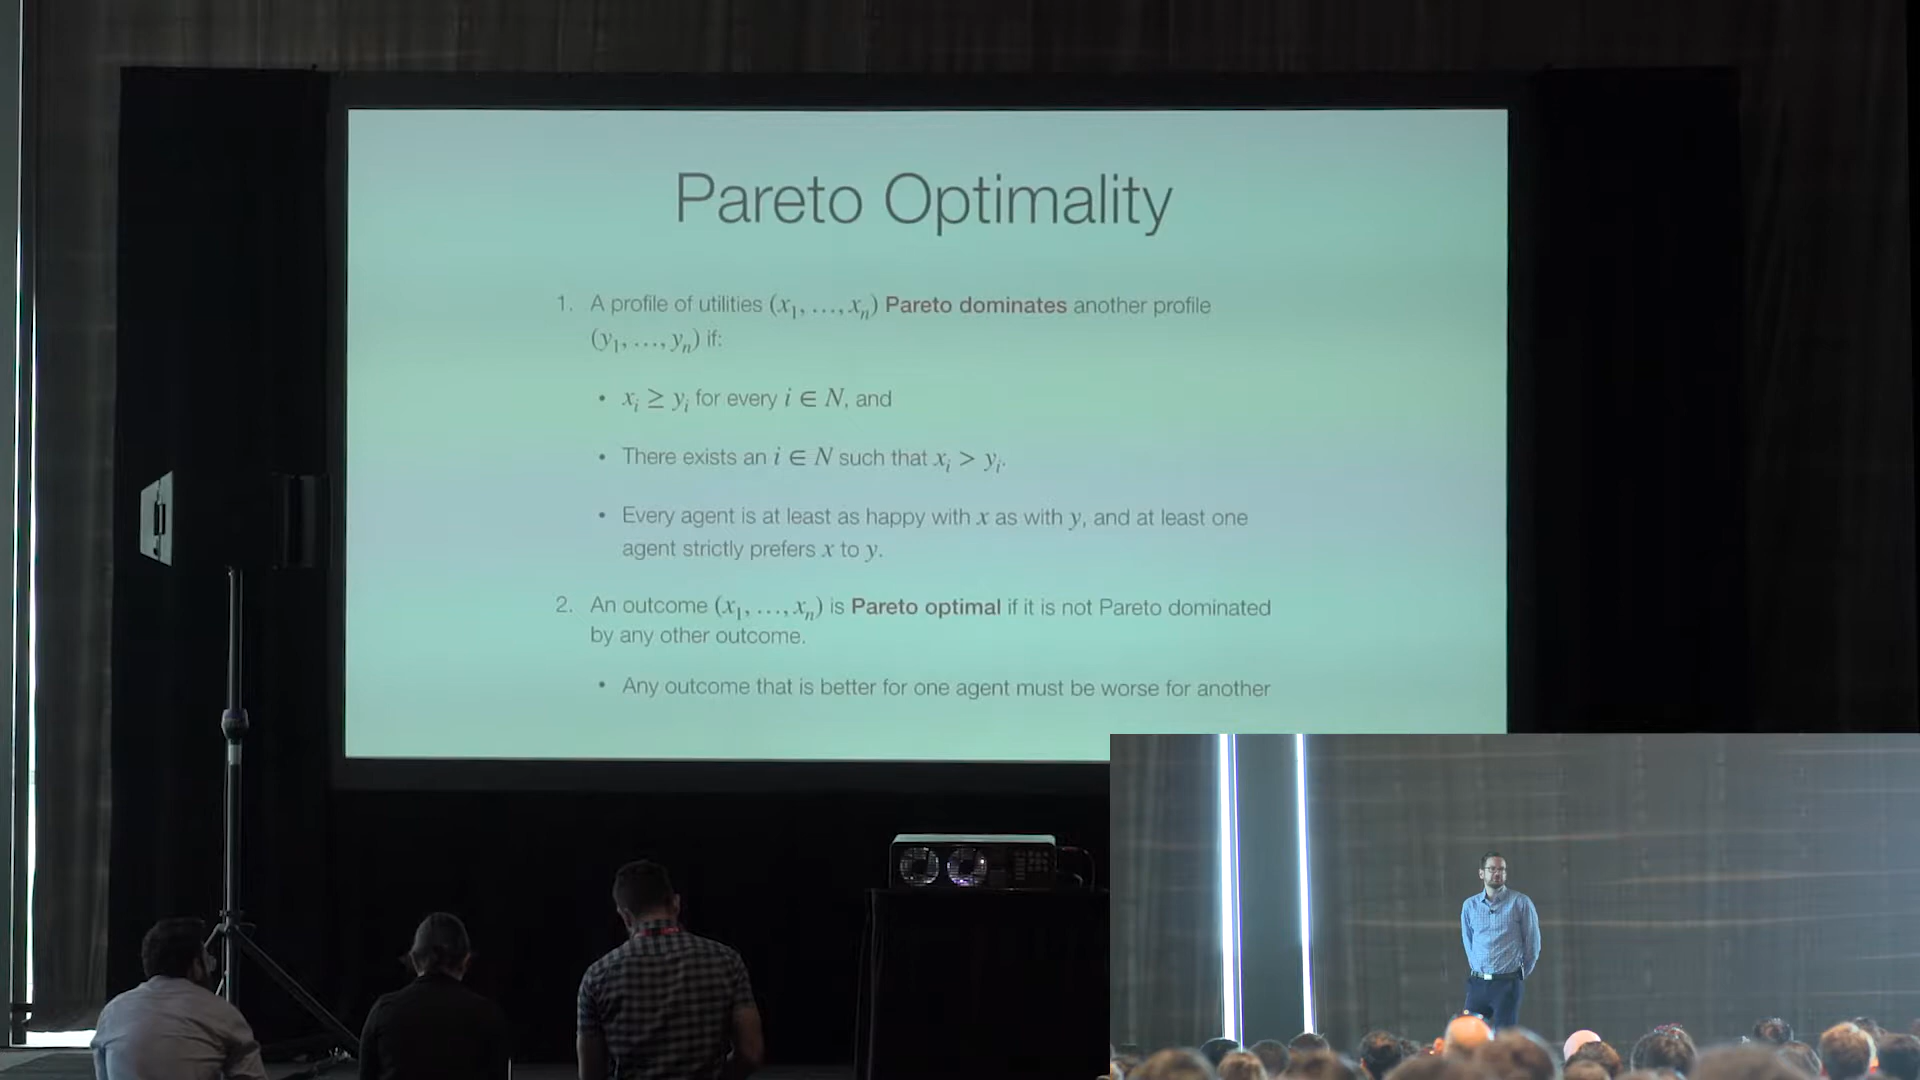 Pareto Optimality
1. A profile of utilities (x₁, …, xₙ) Pareto dominates another profile
(y₁, …, yₙ) if:
• xᵢ ≥ yᵢ for every i ∈ N, and
• There exists an i ∈ N such that xᵢ > yᵢ.
• Every agent is at least as happy with x as with y, and at least one
agent strictly prefers x to y.
2. An outcome (x₁, …, xₙ) is Pareto optimal if it is not Pareto dominated
by any other outcome.
• Any outcome that is better for one agent must be worse for another